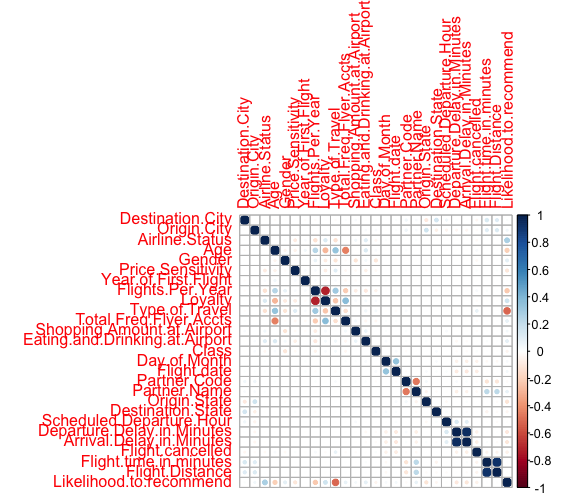 Destination.City
Origin.City
Airline.Status
Age
Gender
Price.Sensitivity
Year.of.First.Flight
Flights.Per.Year
Loyalty
Type.of.Travel
Total.Freq.Flyer.Accts
Shopping.Amount.at.Airport
Eating.and.Drinking.at.Airport
Class
Day.of.Month
Flight.date
Partner.Code
Partner.Name
Origin.State
Destination.State
Scheduled.Departure.Hour
Departure.Delay.in.Minutes
Arrival.Delay.in.Minutes
Flight.cancelled
Flight.time.in.minutes
Flight.Distance
Likelihood.to.recommend
Destination.City
Origin.City
Airline.Status
Age
Gender
Price.Sensitivity
Year.of.First.Flight
Flights.Per.Year
Loyalty
Type.of.Travel
Total.Freq.Flyer.Accts
Shopping.Amount.at.Airport
Eating.and.Drinking.at.Airport
Class
Day.of.Month
Flight.date
Partner.Code
Partner.Name
Origin.State
Destination.State
Scheduled.Departure.Hour
Departure.Delay.in.Minutes
Arrival.Delay.in.Minutes
Flight.cancelled
Flight.time.in.minutes
Flight.Distance
Likelihood.to.recommend
1
0.8
0.6
0.4
0.2
0
-0.2
-0.4
-0.6
-0.8
-1